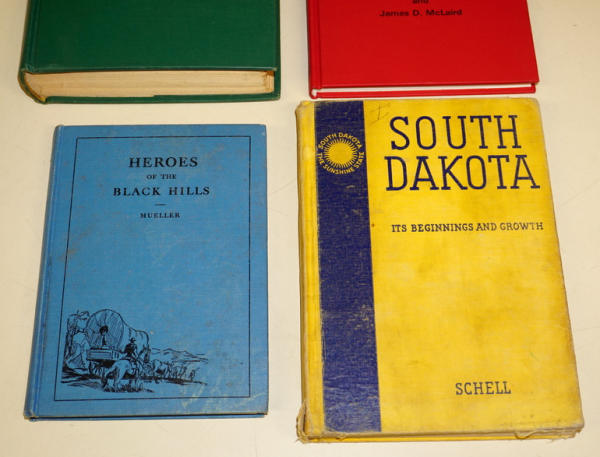 and
James D. McLaird
HEROES
OF THE
BLACK HILLS
MUELLER
SOUTH DAKOTA
THE SUNSHINE STATE
SOUTH
DAKOTA
ITS BEGINNINGS AND GROWTH
SCHELL